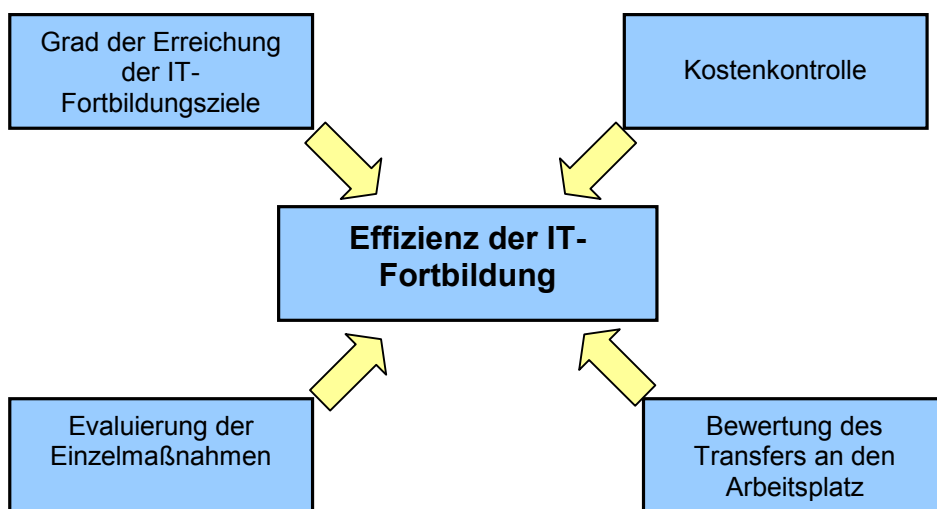 Grad der Erreichung
der IT-
Fortbildungsziele
Kostenkontrolle
Effizienz der IT-
Fortbildung
Evaluierung der
Einzelmaßnahmen
Bewertung des
Transfers an den
Arbeitsplatz